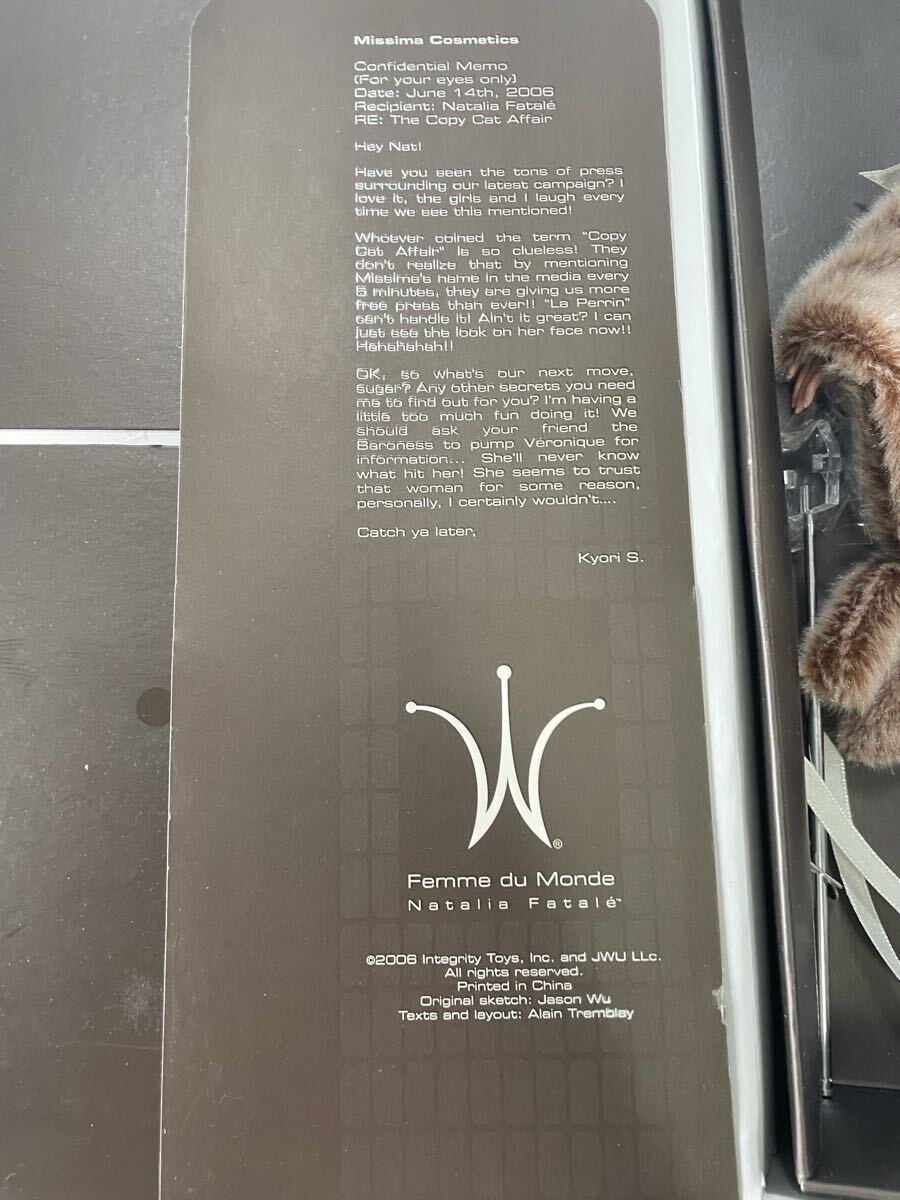 Missima Cosmetics
Confidential Memo
(For your eyes only)
Date: June 14th, 2006
Recipient: Natalia Fatalé
RE: The Copy Cat Affair
Hey Nat!
Have you seen the tons of press
surrounding our latest campaign? I
love it, the girls and I laugh every
time we see this mentioned!
Whoever coined the term "Copy
Cat Affair" is so clueless! They
don't realize that by mentioning
Missima's name in the media every
5 minutes, they are giving us more
free press than ever!! "La Perrin"
can't handle it! Ain't it great? I can
just see the look on her face now!!
Hahahahah!!
OK, so what's our next move,
sugar? Any other secrets you need
me to find out for you? I'm having a
little too much fun doing it! We
should ask your friend the
Baroness to pump Véronique for
information... She'll never know
what hit her! She seems to trust
that woman for some reason,
personally, I certainly wouldn't....
Catch ya later,
Kyori S.
®
Femme du Monde
Natalia Fatalé™
©2006 Integrity Toys, Inc. and JWU LLc.
All rights reserved.
Printed in China
Original sketch: Jason Wu
Texts and layout: Alain Tremblay